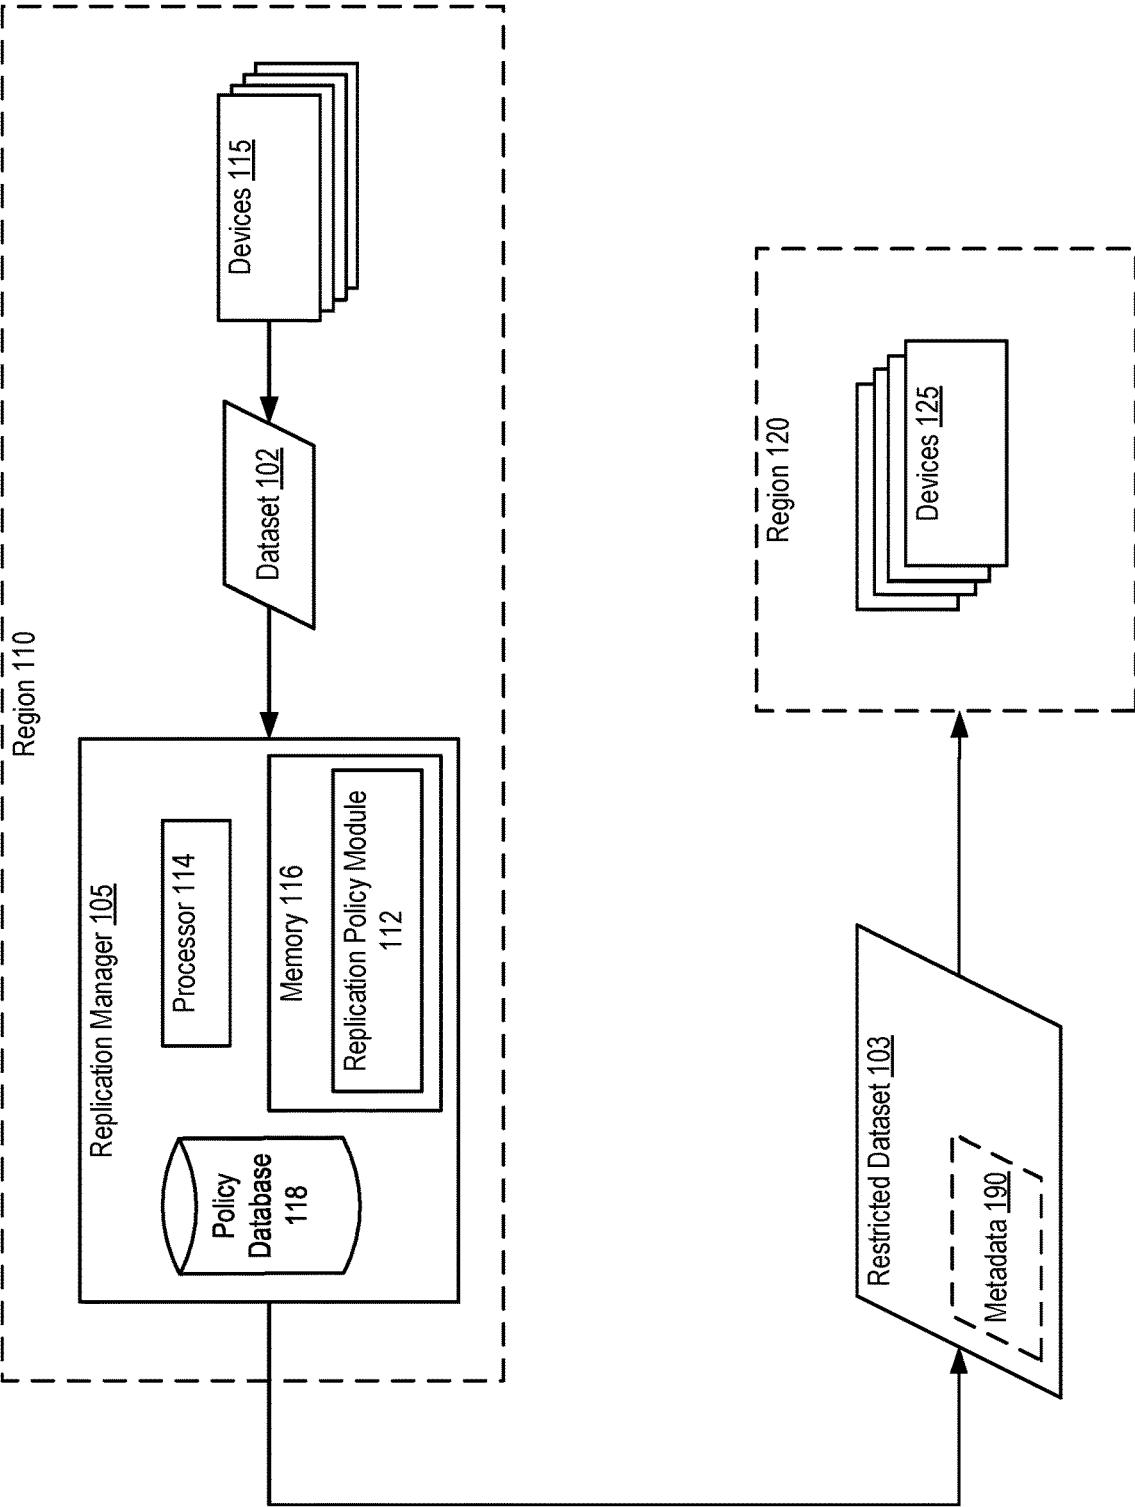 Region 110
Replication Manager 105
Policy
Database
118
Processor 114
Memory 116
Replication Policy Module
112
Dataset 102
Devices 115
Restricted Dataset 103
Metadata 190
Region 120
Devices 125